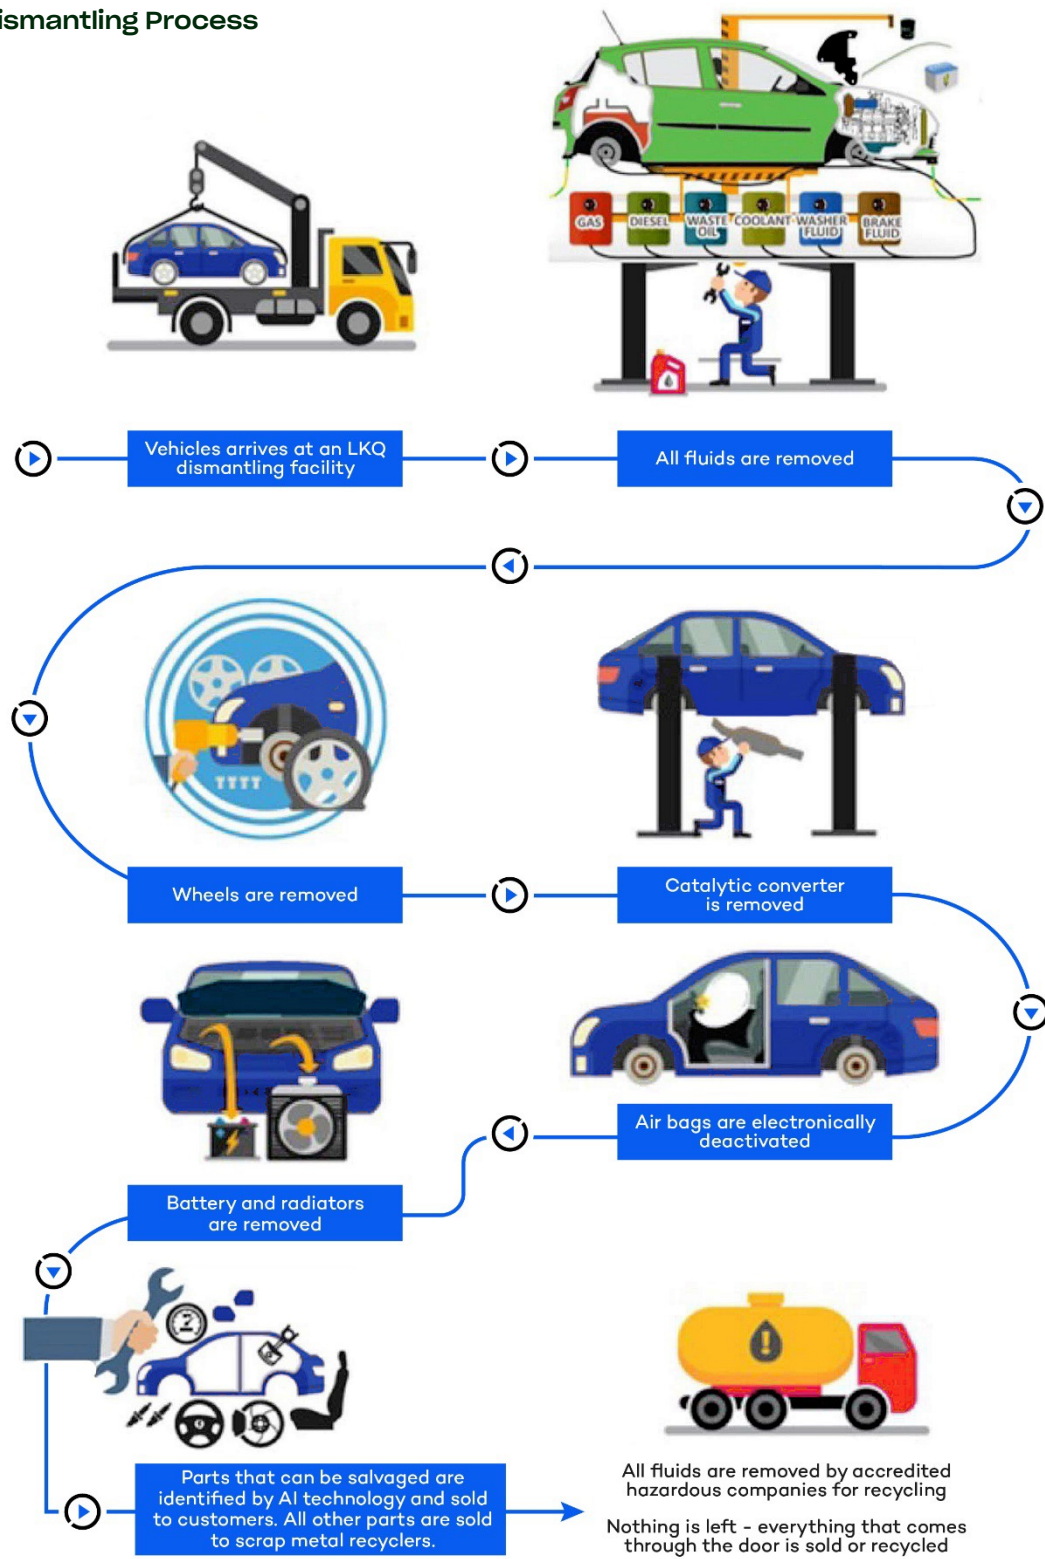 ismantling Process
GAS
DIESEL
WASTE
OIL
COOLANT
WASHER
FLUID
BRAKE
FLUID
Vehicles arrives at an LKQ
dismantling facility
All fluids are removed
Wheels are removed
Catalytic converter
is removed
Air bags are electronically
deactivated
Battery and radiators
are removed
Parts that can be salvaged are
identified by AI technology and sold
to customers. All other parts are sold
to scrap metal recyclers.
All fluids are removed by accredited
hazardous companies for recycling
Nothing is left - everything that comes
through the door is sold or recycled